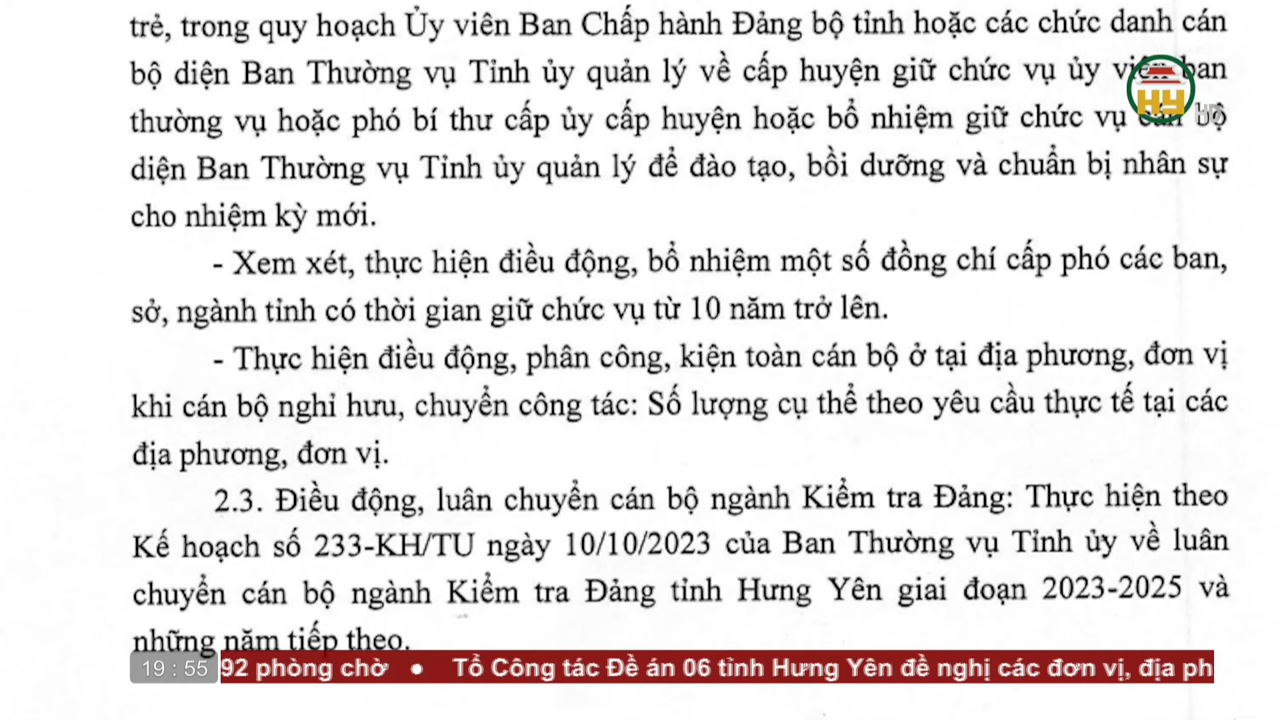 trẻ, trong quy hoạch Ủy viên Ban Chấp hành Đảng bộ tỉnh hoặc các chức danh cán
bộ diện Ban Thường vụ Tỉnh ủy quản lý về cấp huyện giữ chức vụ ủy viên ban
thường vụ hoặc phó bí thư cấp ủy cấp huyện hoặc bổ nhiệm giữ chức vụ cán bộ
diện Ban Thường vụ Tỉnh ủy quản lý để đào tạo, bồi dưỡng và chuẩn bị nhân sự
cho nhiệm kỳ mới.
- Xem xét, thực hiện điều động, bổ nhiệm một số đồng chí cấp phó các ban,
sở, ngành tỉnh có thời gian giữ chức vụ từ 10 năm trở lên.
- Thực hiện điều động, phân công, kiện toàn cán bộ ở tại địa phương, đơn vị
khi cán bộ nghỉ hưu, chuyển công tác: Số lượng cụ thể theo yêu cầu thực tế tại các
địa phương, đơn vị.
2.3. Điều động, luân chuyển cán bộ ngành Kiểm tra Đảng: Thực hiện theo
Kế hoạch số 233-KH/TU ngày 10/10/2023 của Ban Thường vụ Tỉnh ủy về luân
chuyển cán bộ ngành Kiểm tra Đảng tỉnh Hưng Yên giai đoạn 2023-2025 và
những năm tiếp theo.
HY HD
19 : 55 92 phòng chờ ● Tổ Công tác Đề án 06 tỉnh Hưng Yên đề nghị các đơn vị, địa ph